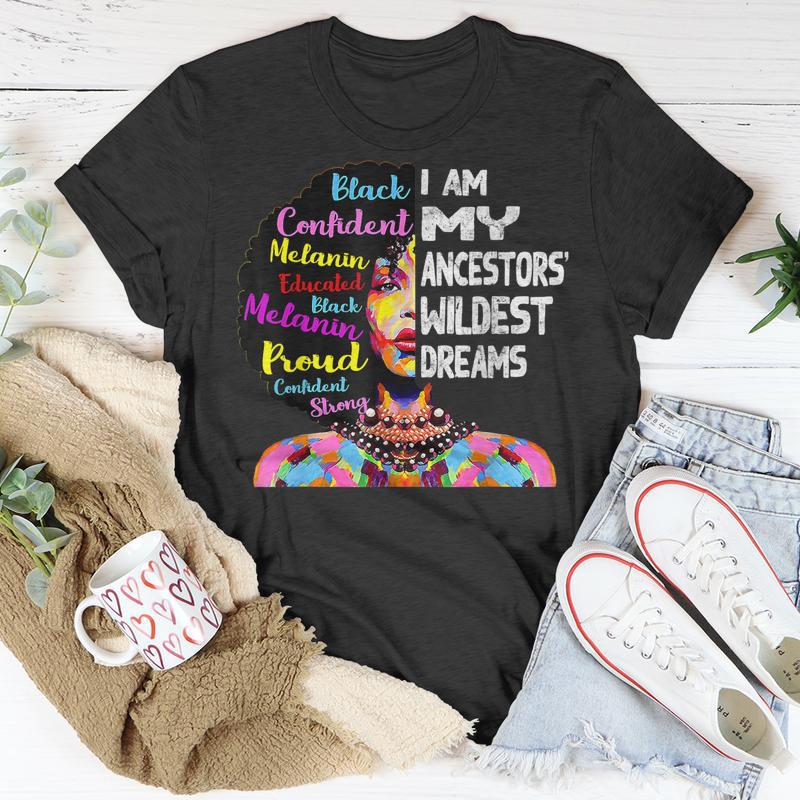 Black
Confident
Melanin
Educated
Black
Melanin
Proud
Confident
Strong
I AM
MY
ANCESTORS'
WILDEST
DREAMS